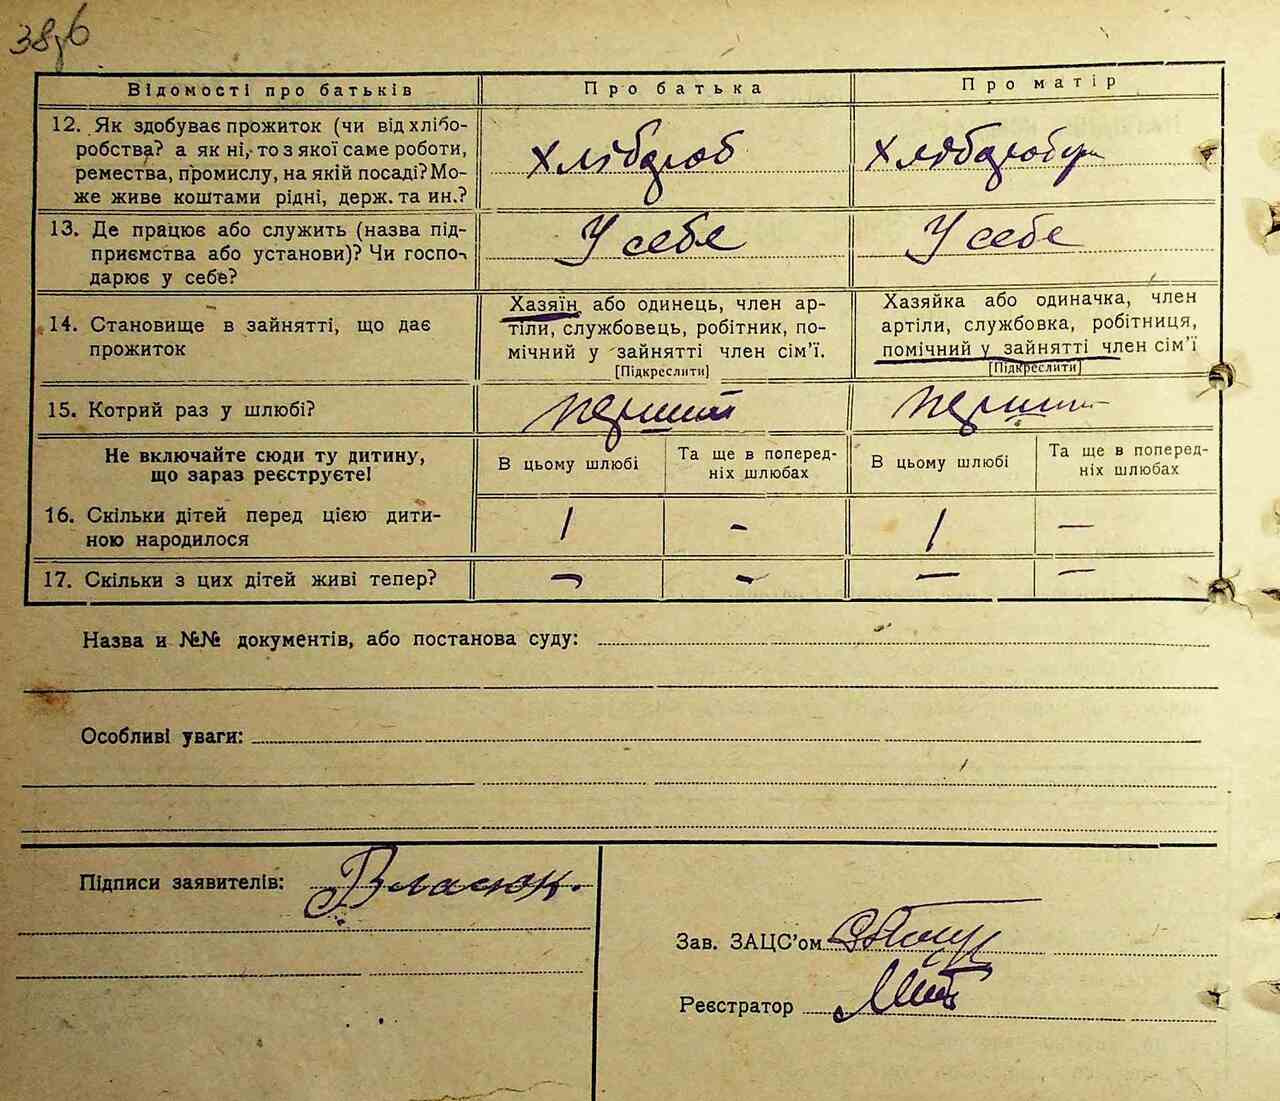 38зб
Відомості про батьків Про батька Про матір
12. Як здобуває прожиток (чи від хлібо-
робства? а як ні, то з якої саме роботи,
ремества, промислу, на якій посаді? Мо-
же живе коштами рідні, держ. та ин.?
Хлібороб
Хлібороб
13. Де працює або служить (назва під-
приємства або установи)? Чи госпо-
дарює у себе?
У себе
У себе
14. Становище в зайнятті, що дає
прожиток
Хазяїн або одинець, член ар-
тіли, службовець, робітник, по-
мічний у зайнятті член сім'ї.
[Підкреслити]
Хазяйка або одиначка, член
артіли, службовка, робітниця,
помічний у зайнятті член сім'ї
[Підкреслити]
15. Котрий раз у шлюбі?
перший
перший
Не включайте сюди ту дитину,
що зараз реєструєте!
В цьому шлюбі
Та ще в поперед-
ніх шлюбах
В цьому шлюбі
Та ще в поперед-
ніх шлюбах
16. Скільки дітей перед цією дити-
ною народилося
1 - 1 —
17. Скільки з цих дітей живі тепер?
— - — —
Назва и №№ документів, або постанова суду:
Особливі уваги:
Підписи заявителів: Власюк.
Зав. ЗАЦС'ом
Реєстратор